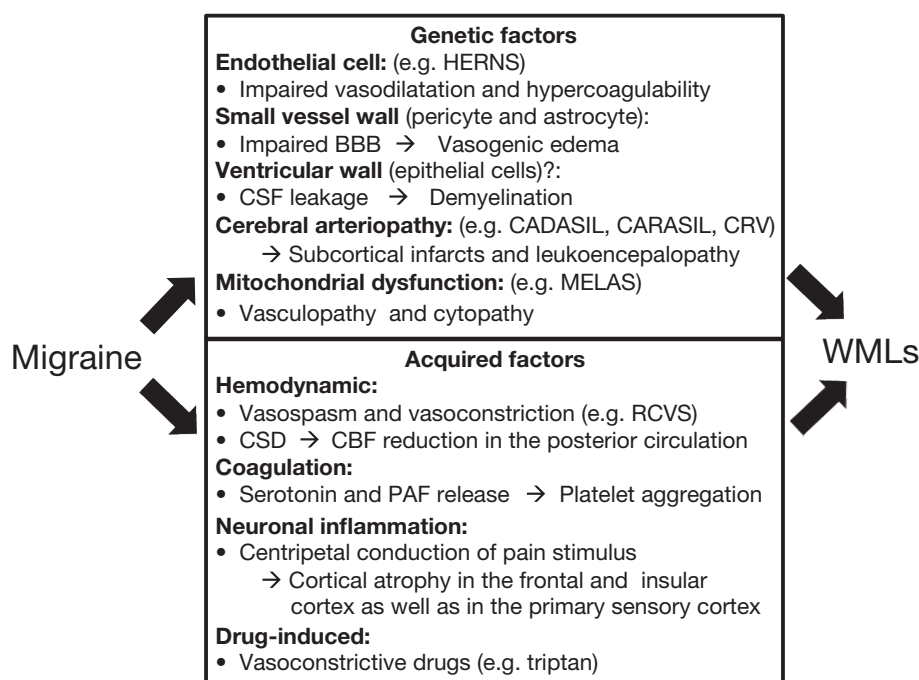 Genetic factors
Endothelial cell: (e.g. HERNS)
• Impaired vasodilatation and hypercoagulability
Small vessel wall (pericyte and astrocyte):
• Impaired BBB → Vasogenic edema
Ventricular wall (epithelial cells)?:
• CSF leakage → Demyelination
Cerebral arteriopathy: (e.g. CADASIL, CARASIL, CRV)
→ Subcortical infarcts and leukoencepalopathy
Mitochondrial dysfunction: (e.g. MELAS)
• Vasculopathy and cytopathy
Migraine
WMLs
Acquired factors
Hemodynamic:
• Vasospasm and vasoconstriction (e.g. RCVS)
• CSD → CBF reduction in the posterior circulation
Coagulation:
• Serotonin and PAF release → Platelet aggregation
Neuronal inflammation:
• Centripetal conduction of pain stimulus
→ Cortical atrophy in the frontal and insular
cortex as well as in the primary sensory cortex
Drug-induced:
• Vasoconstrictive drugs (e.g. triptan)